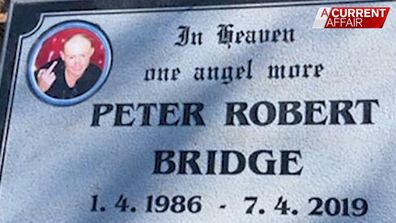 A CURRENT
AFFAIR
In Heaven
one angel more
PETER ROBERT
BRIDGE
1. 4. 1986 - 7. 4. 2019